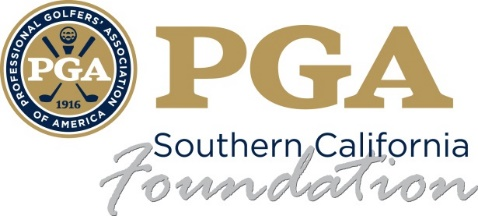 PROFESSIONAL GOLFERS' ASSOCIATION
OF AMERICA
PGA
1916
PGA
Southern California
Foundation